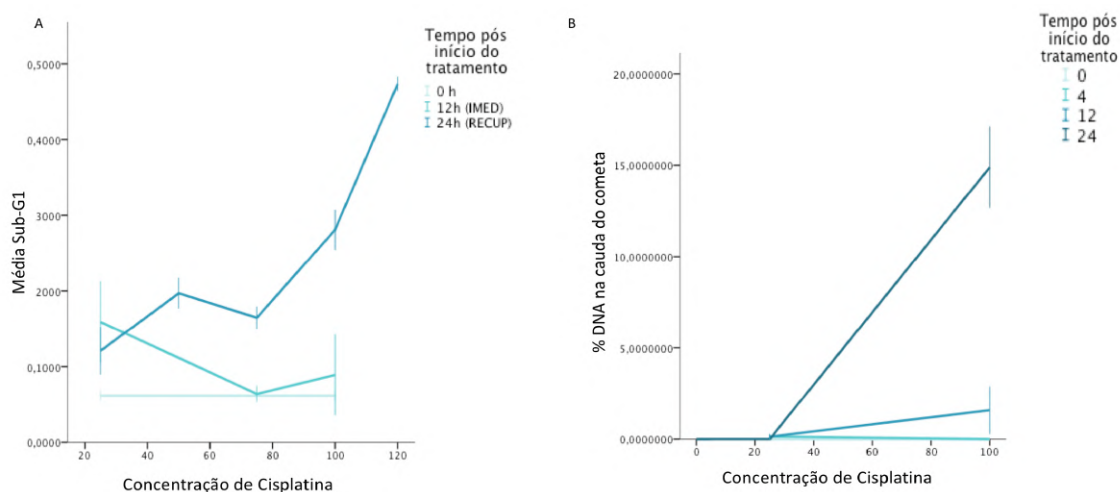 A
Média Sub-G1
0,5000
0,4000
3000
2000
0,1000
0,0000
20
40
60
80
100
120
Concentração de Cisplatina
Tempo pós
início do
tratamento
0 h
12h (IMED)
24h (RECUP)
B
% DNA na cauda do cometa
20,0000000
15,0000000
10,0000000
5,0000000
0,0000000
0
20
40
60
80
100
Concentração de Cisplatina
Tempo pós
início do
tratamento
0
4
12
24